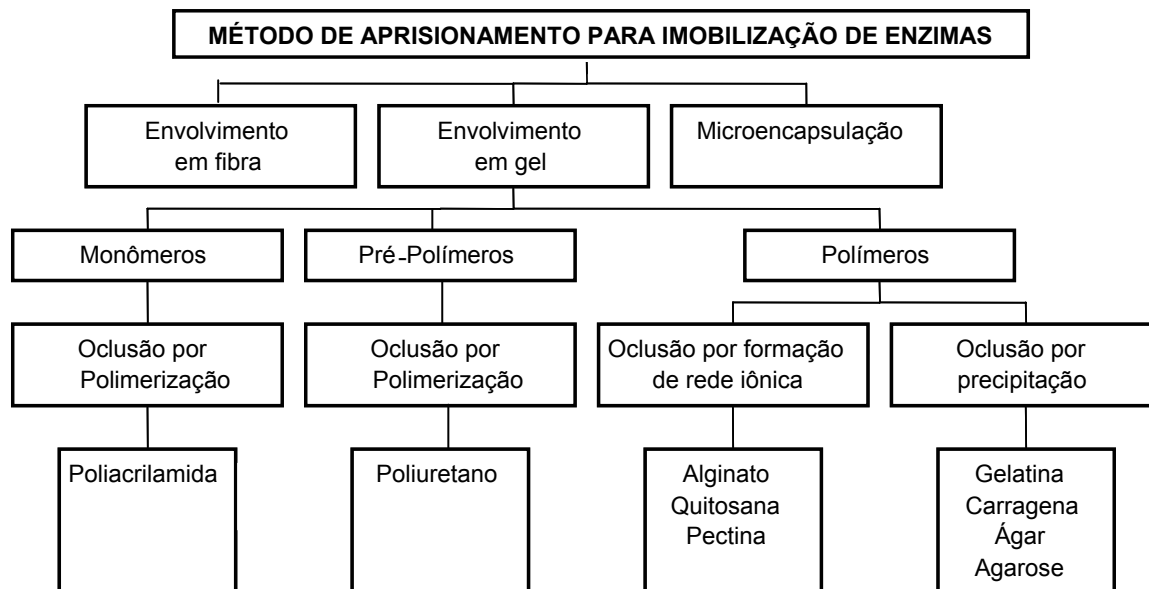 MÉTODO DE APRISIONAMENTO PARA IMOBILIZAÇÃO DE ENZIMAS
Envolvimento
em fibra
Envolvimento
em gel
Microencapsulação
Monômeros
Pré-Polímeros
Polímeros
Oclusão por
Polimerização
Oclusão por
Polimerização
Oclusão por formação
de rede iônica
Oclusão por
precipitação
Poliacrilamida
Poliuretano
Alginato
Quitosana
Pectina
Gelatina
Carragena
Ágar
Agarose